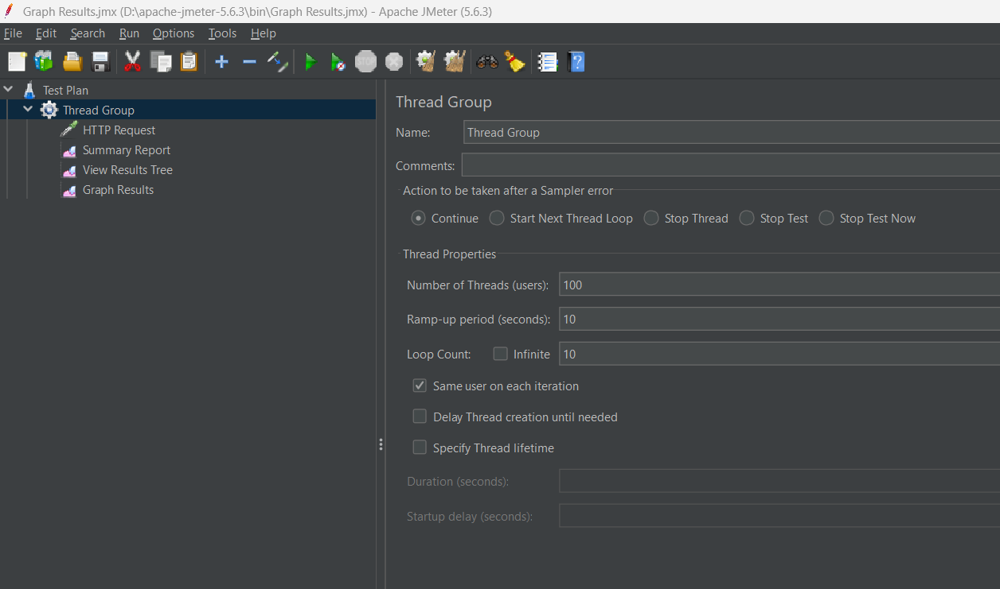 Graph Results.jmx (D:\apache-jmeter-5.6.3\bin\Graph Results.jmx) - Apache JMeter (5.6.3)
File Edit Search Run Options Tools Help
STOP
Test Plan
Thread Group
HTTP Request
Summary Report
View Results Tree
Graph Results
Thread Group
Name: Thread Group
Comments:
Action to be taken after a Sampler error
Continue Start Next Thread Loop Stop Thread Stop Test Stop Test Now
Thread Properties
Number of Threads (users): 100
Ramp-up period (seconds): 10
Loop Count: Infinite 10
Same user on each iteration
Delay Thread creation until needed
Specify Thread lifetime
Duration (seconds):
Startup delay (seconds):